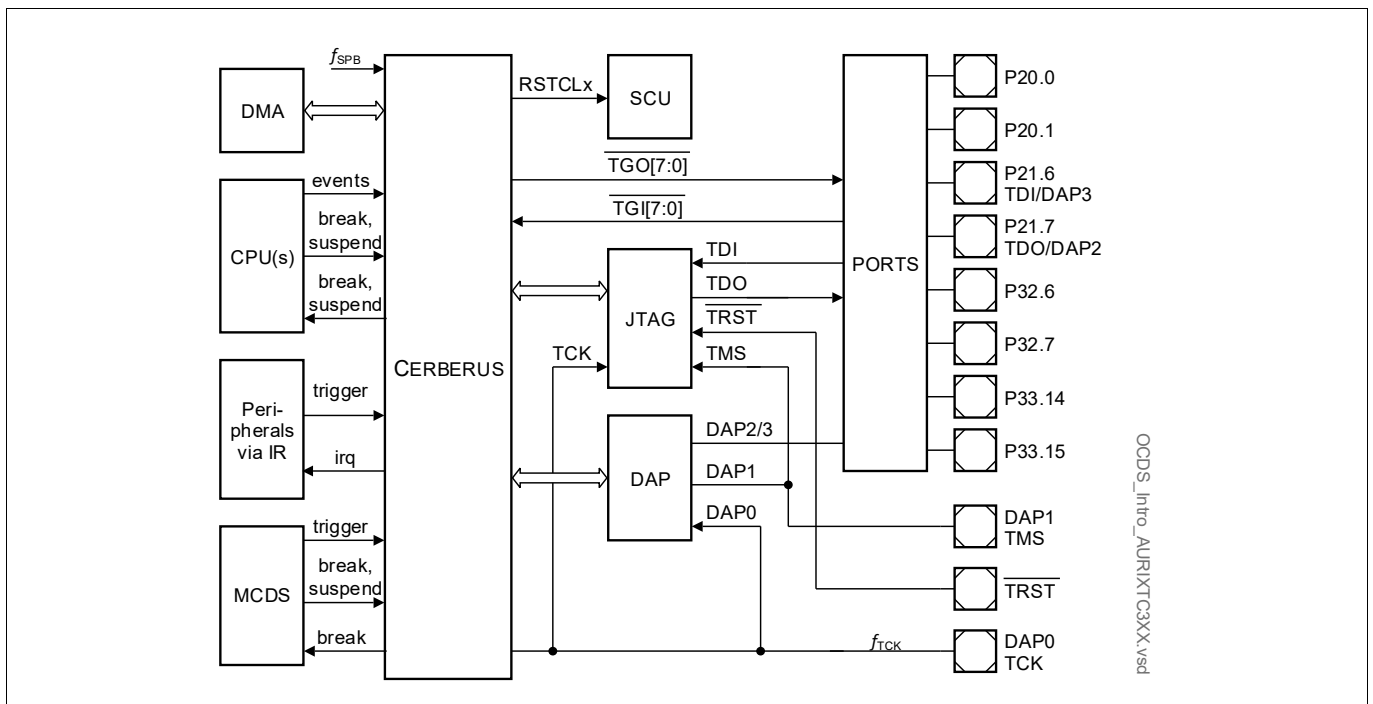 fSPB
DMA
RSTCLx
SCU
P20.0
P20.1
TGO[7:0]
TGI[7:0]
P21.6
TDI/DAP3
P21.7
TDO/DAP2
events
break,
suspend
CPU(s)
break,
suspend
TDI
TDO
TRST
TMS
JTAG
TCK
PORTS
P32.6
P32.7
CERBERUS
trigger
Peri-
pherals
via IR
irq
P33.14
P33.15
DAP2/3
DAP1
DAP0
DAP
trigger
break,
suspend
MCDS
break
DAP1
TMS
TRST
fTCK
DAP0
TCK
OCDS_Intro_AURIXTC3XX.vsd